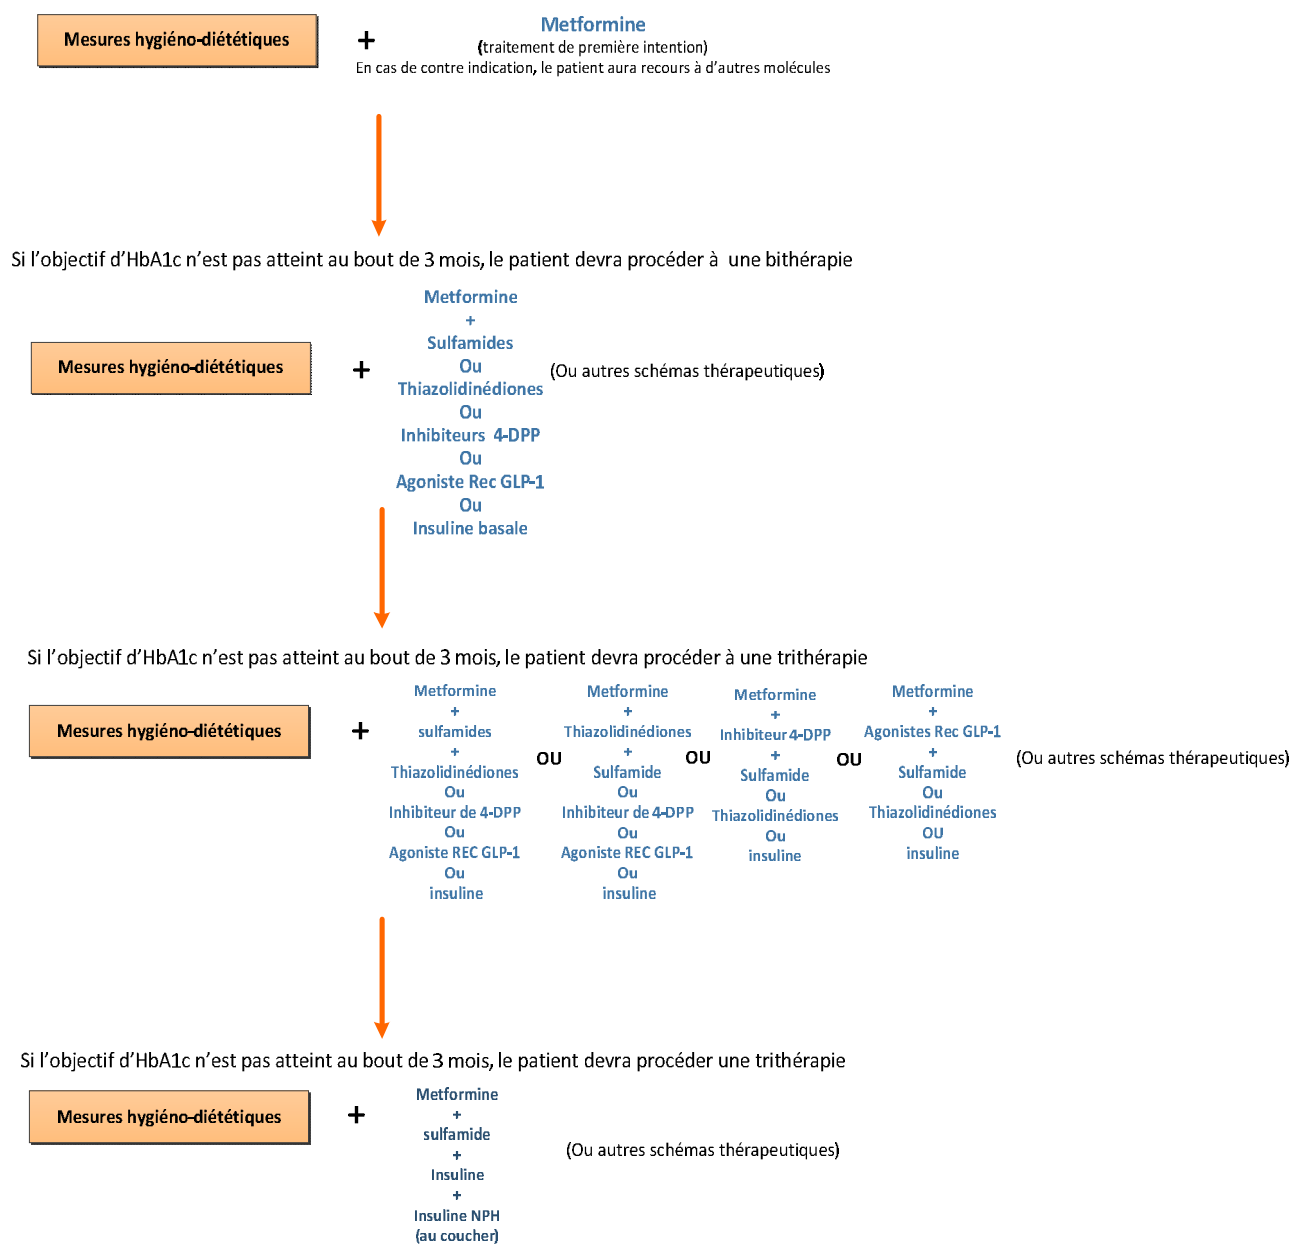 Mesures hygiéno-diététiques
+
Metformine
(traitement de première intention)
En cas de contre indication, le patient aura recours à d'autres molécules
Si l'objectif d'HbA1c n'est pas atteint au bout de 3 mois, le patient devra procéder à une bithérapie
Mesures hygiéno-diététiques
+
Metformine
+
Sulfamides
Ou
Thiazolidinédiones
Ou
Inhibiteurs 4-DPP
Ou
Agoniste Rec GLP-1
Ou
Insuline basale
(Ou autres schémas thérapeutiques)
Si l'objectif d'HbA1c n'est pas atteint au bout de 3 mois, le patient devra procéder à une trithérapie
Mesures hygiéno-diététiques
+
Metformine
+
sulfamides
+
Thiazolidinédiones
Ou
Inhibiteur de 4-DPP
Ou
Agoniste REC GLP-1
Ou
insuline
OU
Metformine
+
Thiazolidinédiones
+
Sulfamide
Ou
Inhibiteur de 4-DPP
Ou
Agoniste REC GLP-1
Ou
insuline
OU
Metformine
+
Inhibiteur 4-DPP
+
Sulfamide
Ou
Thiazolidinédiones
Ou
insuline
OU
Metformine
+
Agonistes Rec GLP-1
+
Sulfamide
Ou
Thiazolidinédiones
OU
insuline
(Ou autres schémas thérapeutiques)
Si l'objectif d'HbA1c n'est pas atteint au bout de 3 mois, le patient devra procéder une trithérapie
Mesures hygiéno-diététiques
+
Metformine
+
sulfamide
+
Insuline
+
Insuline NPH
(au coucher)
(Ou autres schémas thérapeutiques)